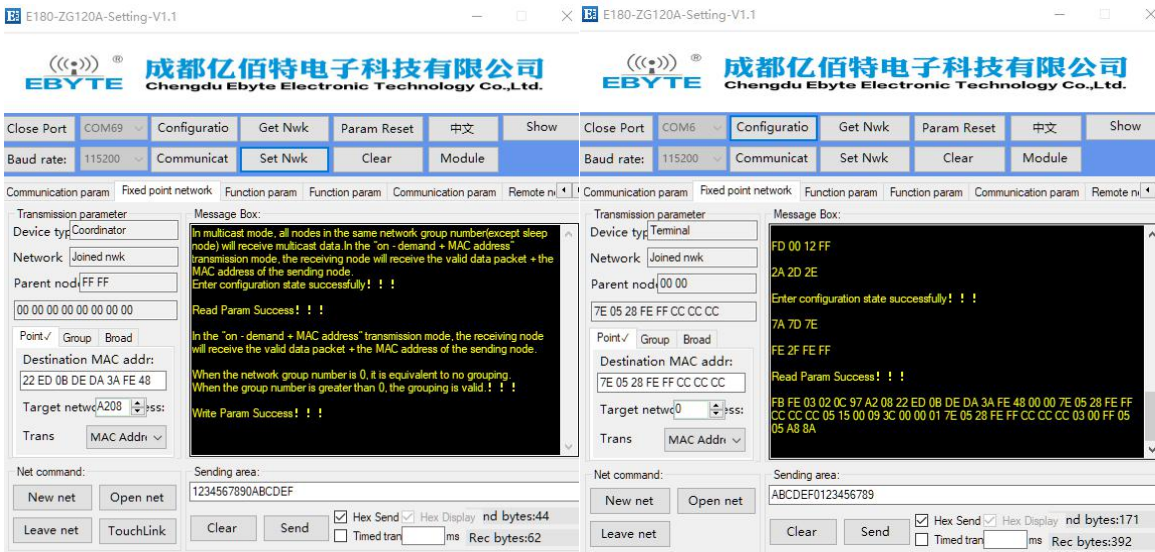 E180-ZG120A-Setting-V1.1
EBYTE ®
成都亿佰特电子科技有限公司
Chengdu Ebyte Electronic Technology Co.,Ltd.
Close Port COM69 Configuratio Get Nwk Param Reset 中文 Show
Baud rate: 115200 Communicat Set Nwk Clear Module
Communication param Fixed point network Function param Function param Communication param Remote n
Transmission parameter
Device typ Coordinator
Network Joined nwk
Parent nod FF FF
00 00 00 00 00 00 00 00
Point✓ Group Broad
Destination MAC addr:
22 ED 0B DE DA 3A FE 48
Target netwo A208 ess:
Trans MAC Addre
Net command:
New net Open net
Leave net TouchLink
Message Box:
In multicast mode, all nodes in the same network group number(except sleep
node) will receive multicast data.In the "on - demand + MAC address"
transmission mode, the receiving node will receive the valid data packet + the
MAC address of the sending node.
Enter configuration state successfully! ! !
Read Param Success! ! !
In the "on - demand + MAC address" transmission mode, the receiving node
will receive the valid data packet + the MAC address of the sending node.
When the network group number is 0, it is equivalent to no grouping.
When the group number is greater than 0, the grouping is valid.! ! !
Write Param Success! ! !
Sending area:
1234567890ABCDEF
Clear Send Hex Send Hex Display nd bytes:44
Timed tran ms Rec bytes:62
E180-ZG120A-Setting-V1.1
EBYTE ®
成都亿佰特电子科技有限公司
Chengdu Ebyte Electronic Technology Co.,Ltd.
Close Port COM6 Configuratio Get Nwk Param Reset 中文 Show
Baud rate: 115200 Communicat Set Nwk Clear Module
Communication param Fixed point network Function param Function param Communication param Remote n
Transmission parameter
Device typ Terminal
Network Joined nwk
Parent nod 00 00
7E 05 28 FE FF CC CC CC
Point✓ Group Broad
Destination MAC addr:
7E 05 28 FE FF CC CC CC
Target netwo 0 ess:
Trans MAC Addre
Net command:
New net Open net
Leave net
Message Box:
FD 00 12 FF
2A 2D 2E
Enter configuration state successfully! ! !
7A 7D 7E
FE 2F FE FF
Read Param Success! ! !
FB FE 03 02 0C 97 A2 08 22 ED 0B DE DA 3A FE 48 00 00 7E 05 28 FE FF
CC CC CC 05 15 00 09 3C 00 00 01 7E 05 28 FE FF CC CC CC 03 00 FF 05
05 A8 8A
Sending area:
ABCDEF0123456789
Clear Send Hex Send Hex Display nd bytes:171
Timed tran ms Rec bytes:392